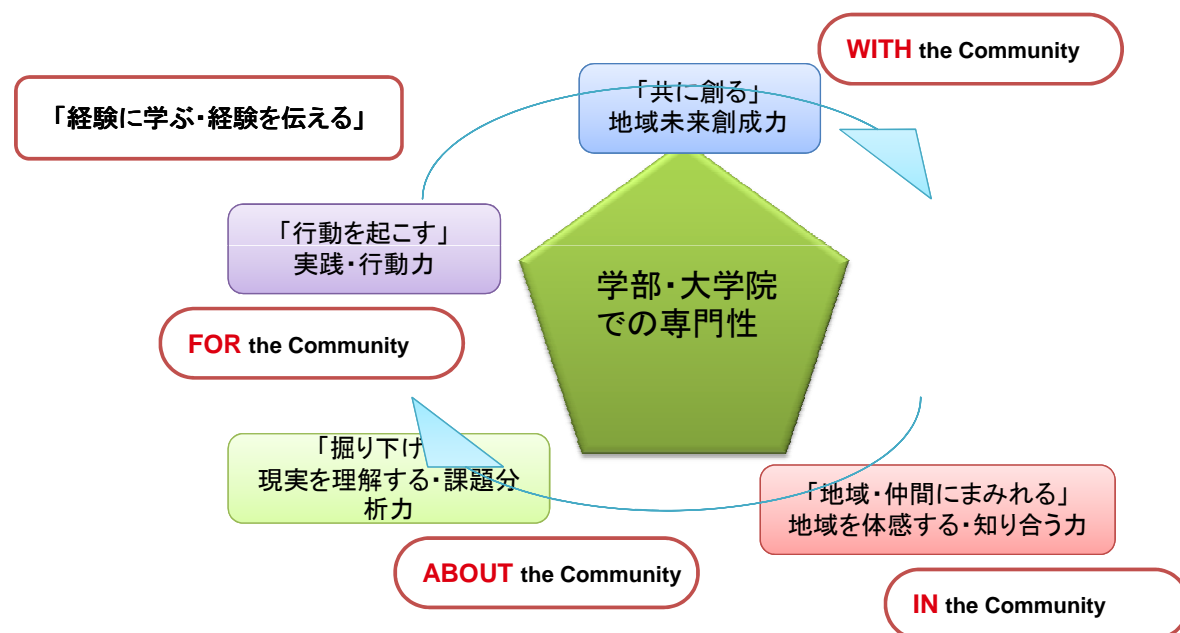 WITH the Community
「経験に学ぶ・経験を伝える」
「共に創る」
地域未来創成力
「行動を起こす」
実践・行動力
学部・大学院
での専門性
FOR the Community
「掘り下げ
現実を理解する・課題分
析力
「地域・仲間にまみれる」
地域を体感する・知り合う力
ABOUT the Community
IN the Community